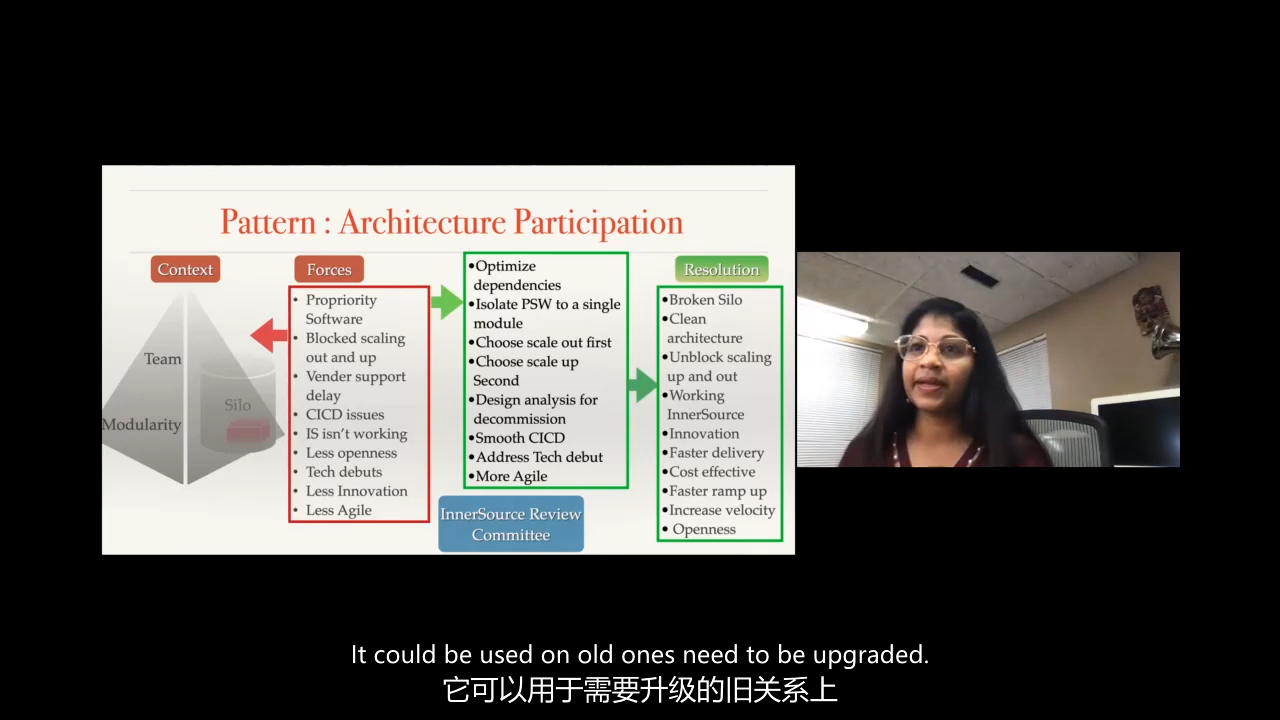 Pattern : Architecture Participation
Context
Team
Modularity
Silo
Forces
• Propriority
Software
• Blocked scaling
out and up
• Vender support
delay
• CICD issues
• IS isn't working
• Less openness
• Tech debuts
• Less Innovation
• Less Agile
•Optimize
dependencies
•Isolate PSW to a single
module
•Choose scale out first
•Choose scale up
Second
•Design analysis for
decommission
•Smooth CICD
•Address Tech debut
•More Agile
InnerSource Review
Committee
Resolution
•Broken Silo
•Clean
architecture
•Unblock scaling
up and out
•Working
InnerSource
•Innovation
•Faster delivery
•Cost effective
•Faster ramp up
•Increase velocity
• Openness
It could be used on old ones need to be upgraded.
它可以用于需要升级的旧关系上